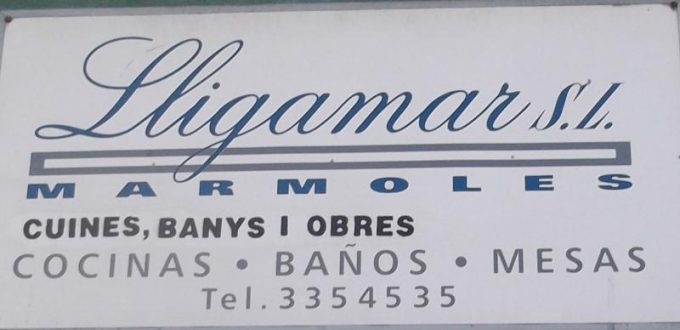 Lligamar S.L.
MARMOLES
CUINES, BANYS I OBRES
COCINAS • BAÑOS • MESAS
Tel. 3354535